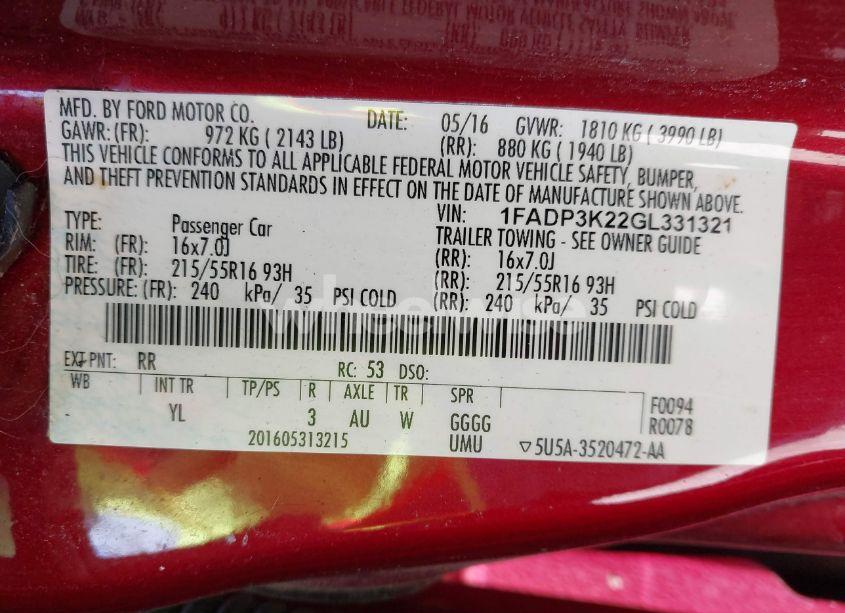 MFD. BY FORD MOTOR CO. DATE: 05/16 GVWR: 1810 KG ( 3990 LB)
GAWR: (FR): 972 KG ( 2143 LB) (RR): 880 KG ( 1940 LB)
THIS VEHICLE CONFORMS TO ALL APPLICABLE FEDERAL MOTOR VEHICLE SAFETY, BUMPER,
AND THEFT PREVENTION STANDARDS IN EFFECT ON THE DATE OF MANUFACTURE SHOWN ABOVE.
VIN: 1FADP3K22GL331321
TYPE: Passenger Car TRAILER TOWING - SEE OWNER GUIDE
RIM: (FR): 16x7.0J (RR): 16x7.0J
TIRE: (FR): 215/55R16 93H (RR): 215/55R16 93H
PRESSURE: (FR): 240 kPa/ 35 PSI COLD (RR): 240 kPa/ 35 PSI COLD
wheelwise
EXT PNT: RR RC: 53 DSO:
WB INT TR TP/PS R AXLE TR SPR F0094
YL 3 AU W GGGG R0078
201605313215 UMU ▽5U5A-3520472-AA